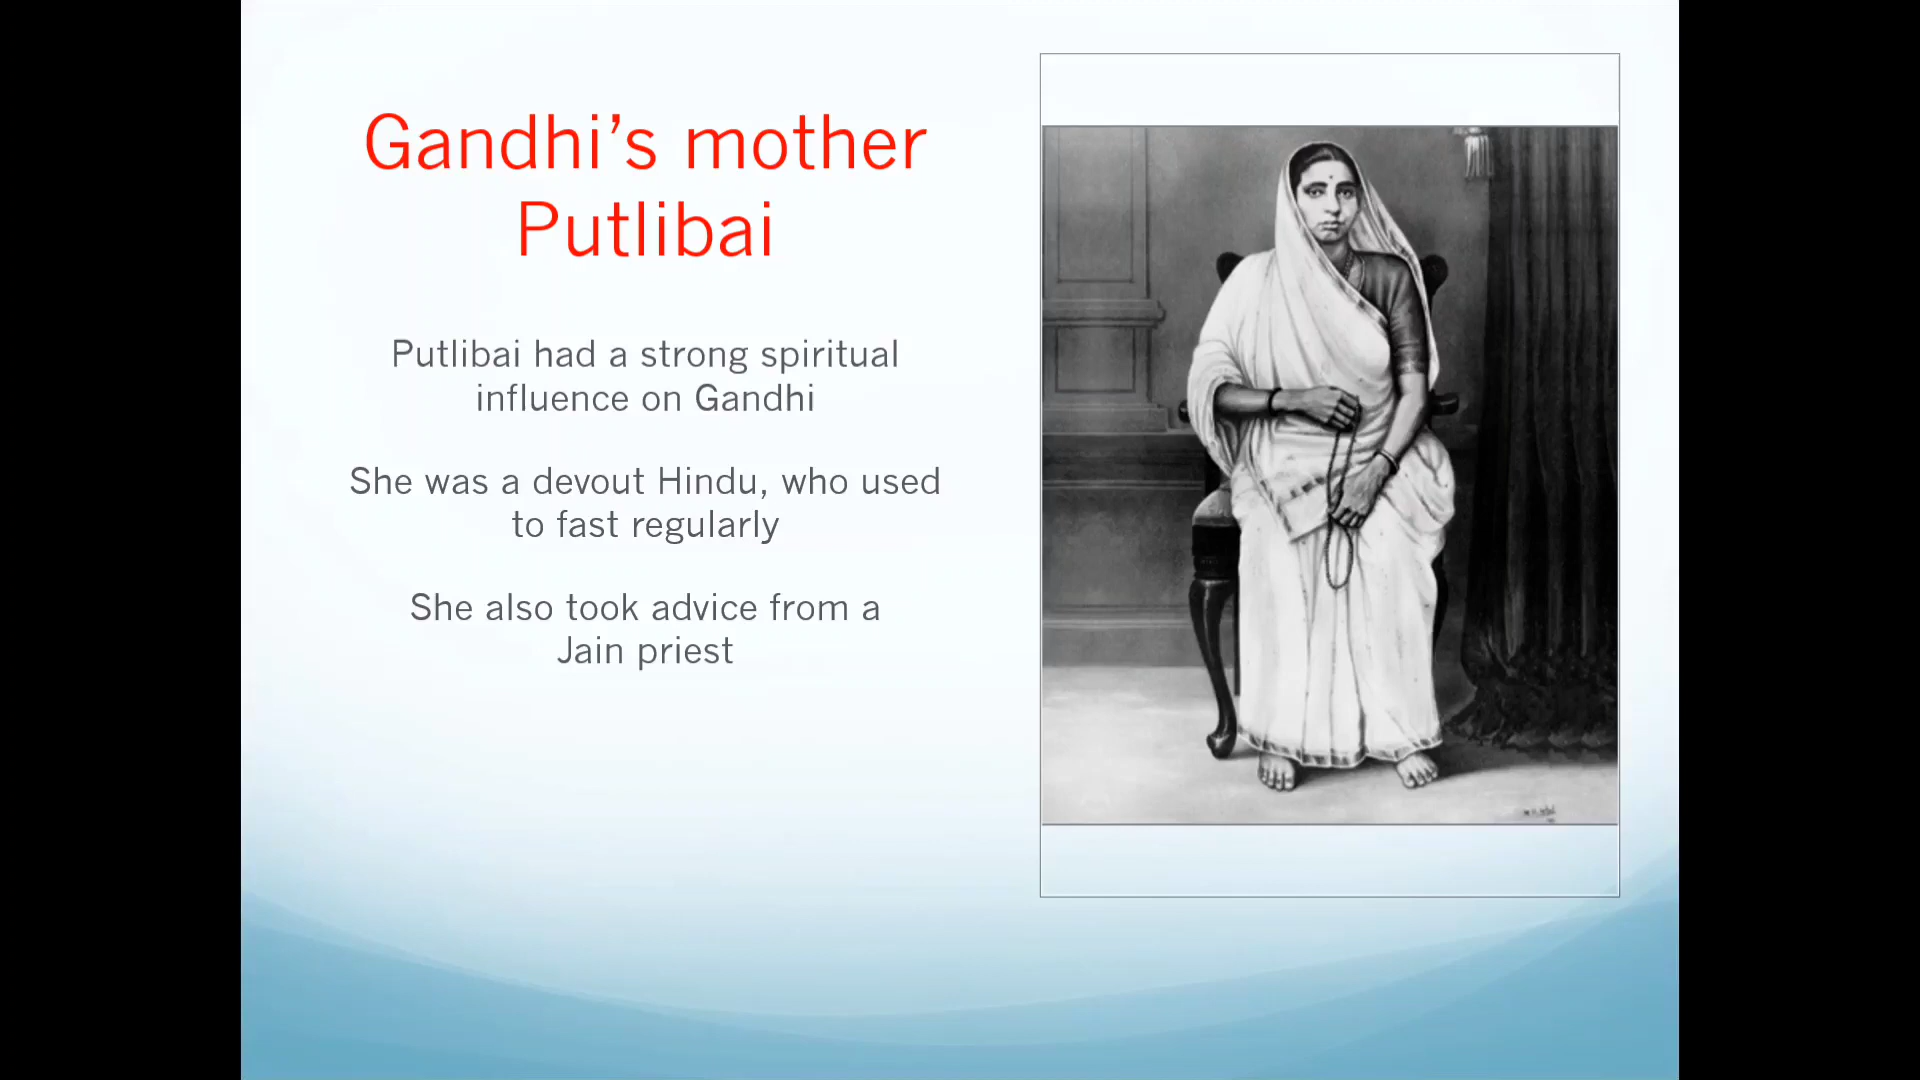 Gandhi’s mother
Putlibai
Putlibai had a strong spiritual
influence on Gandhi
She was a devout Hindu, who used
to fast regularly
She also took advice from a
Jain priest